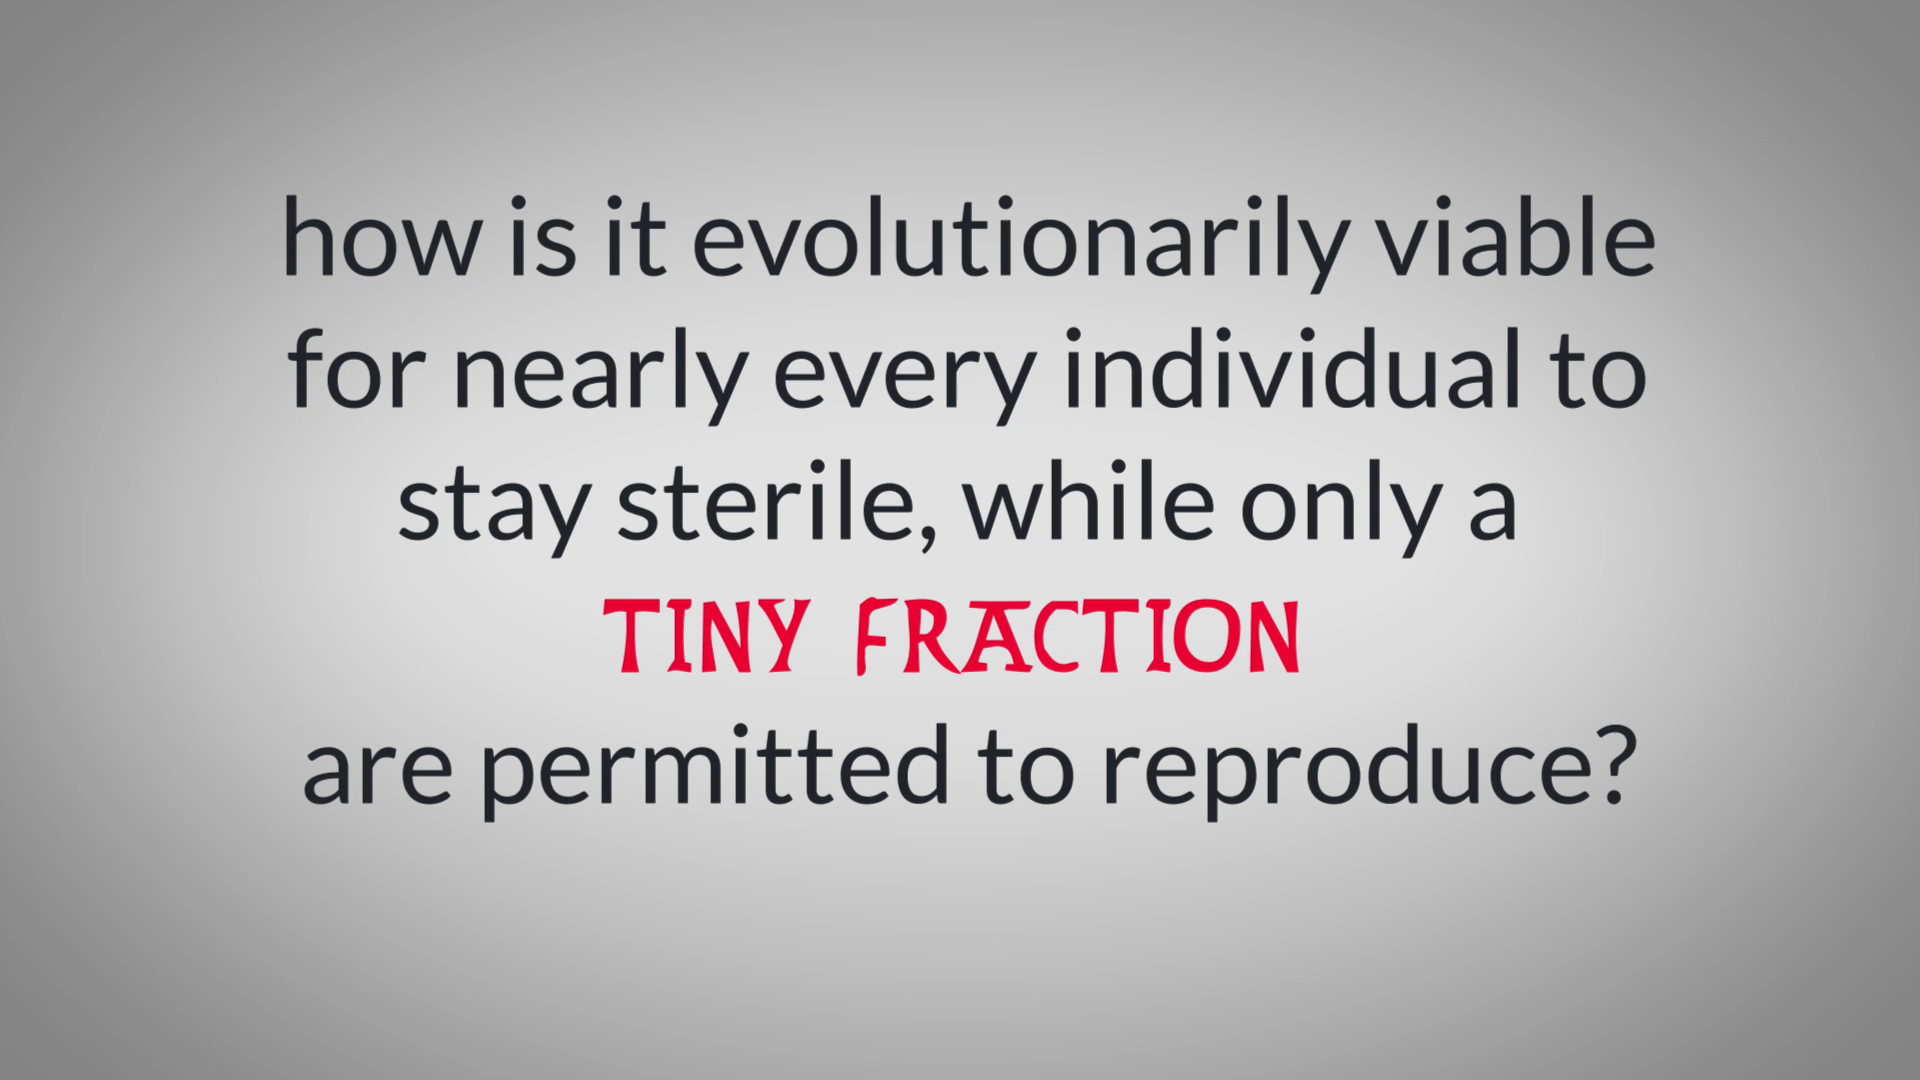 how is it evolutionarily viable
for nearly every individual to
stay sterile, while only a
TINY FRACTION
are permitted to reproduce?